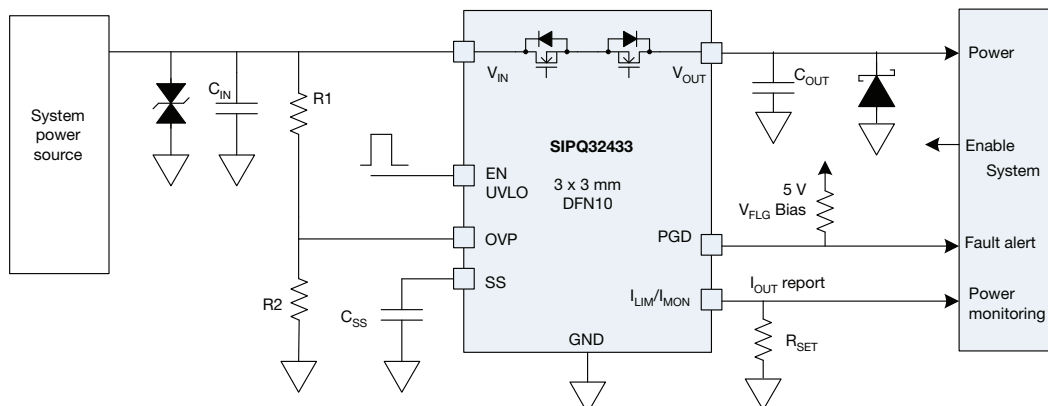 System
power
source
C_IN
R1
R2
EN
UVLO
OVP
SS
C_SS
V_IN
V_OUT
SIPQ32433
3 x 3 mm
DFN10
PGD
I_LIM/I_MON
GND
C_OUT
5 V
V_FLG Bias
I_OUT report
R_SET
Power
Enable
System
Fault alert
Power
monitoring